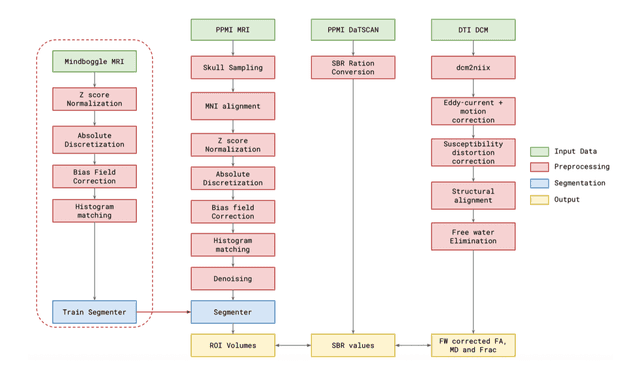 PPMI MRI
PPMI DaTSCAN
DTI DCM
Mindboggle MRI
Z score
Normalization
Absolute
Discretization
Bias Field
Correction
Histogram
matching
Train Segmenter
Skull Sampling
MNI alignment
Z score
Normalization
Absolute
Discretization
Bias field
Correction
Histogram
matching
Denoising
Segmenter
ROI Volumes
SBR Ration
Conversion
SBR values
dcm2niix
Eddy-current +
motion
correction
Susceptibility
distortion
correction
Structural
alignment
Free water
Elimination
FW corrected FA,
MD and Frac
Input Data
Preprocessing
Segmentation
Output